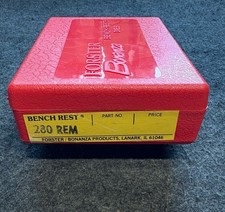 FORSTER
Bonanza
BENCH REST®
PART NO
PRICE
280 REM
FORSTER / BONANZA PRODUCTS, LANARK, IL 61046